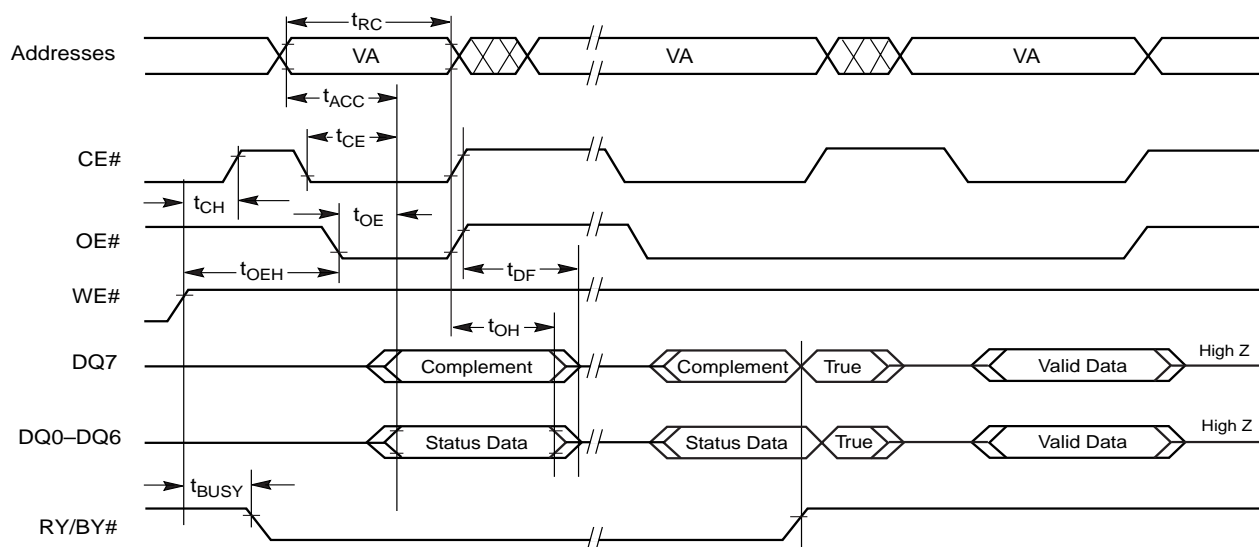 tRC
Addresses VA VA VA
tACC
tCE
CE#
tCH tOE
OE#
tOEH tDF
WE#
tOH
DQ7 Complement Complement True Valid Data High Z
DQ0–DQ6 Status Data Status Data True Valid Data High Z
tBUSY
RY/BY#